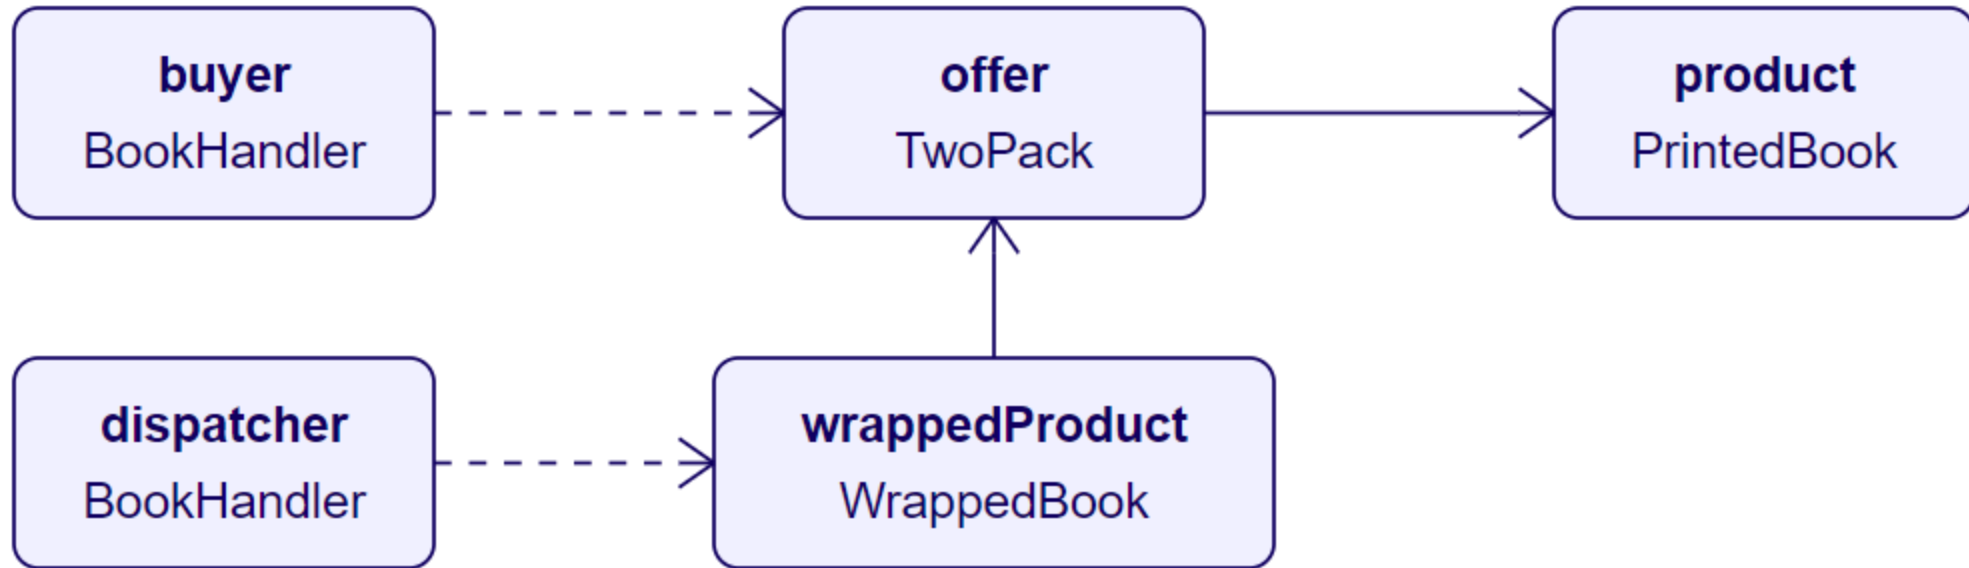 buyer
BookHandler
offer
TwoPack
product
PrintedBook
dispatcher
BookHandler
wrappedProduct
WrappedBook